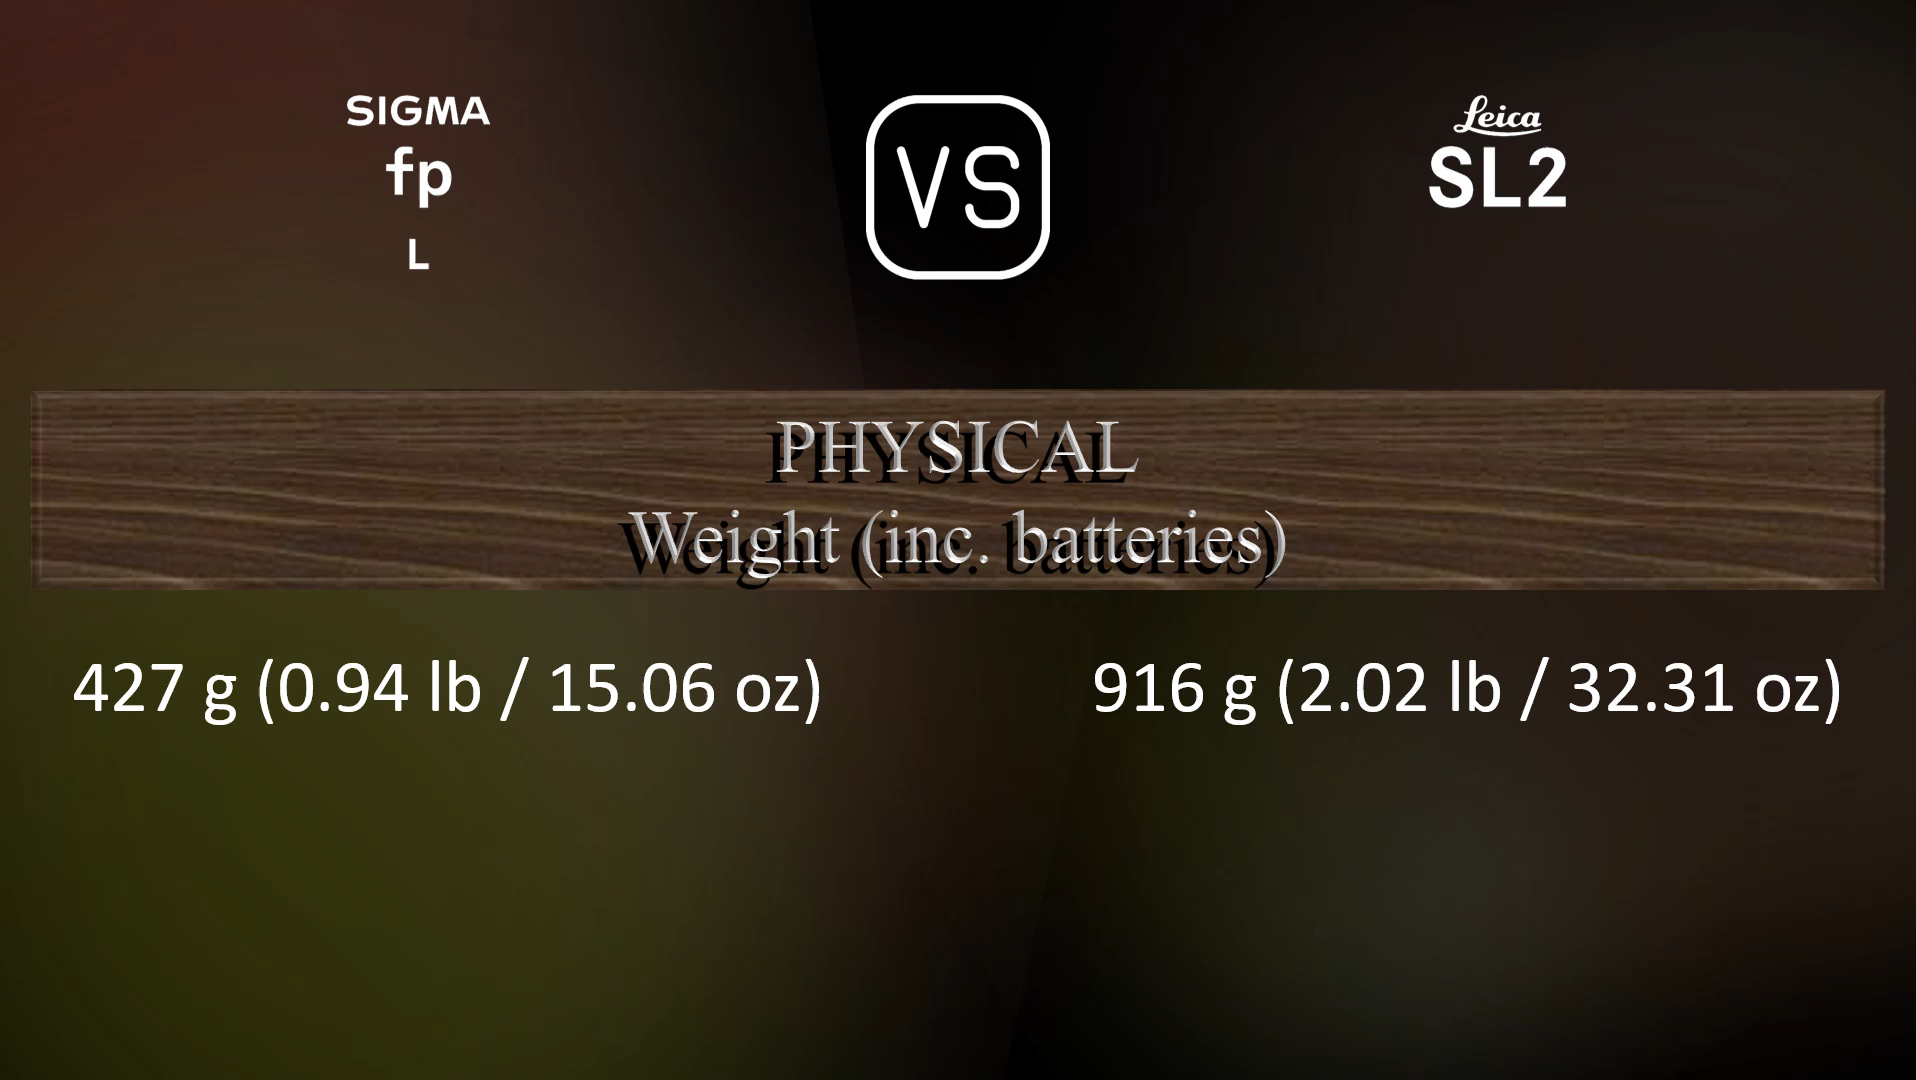 SIGMA
fp
L
VS
Leica
SL2
PHYSICAL
Weight (inc. batteries)
427 g (0.94 lb / 15.06 oz)
916 g (2.02 lb / 32.31 oz)